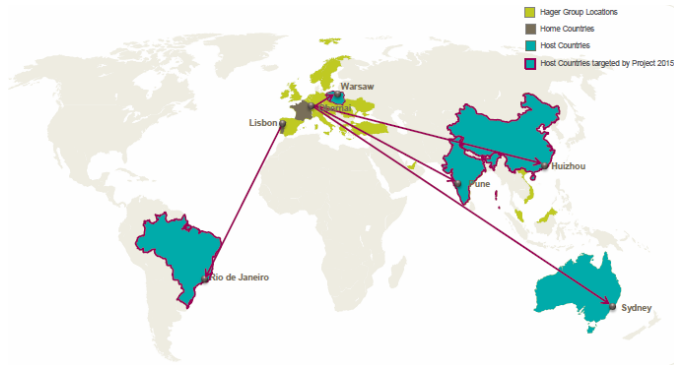 Hager Group Locations
Home Countries
Host Countries
Host Countries targeted by Project 2015
Warsaw
Lisbon
Huizhou
Pune
Rio de Janeiro
Sydney